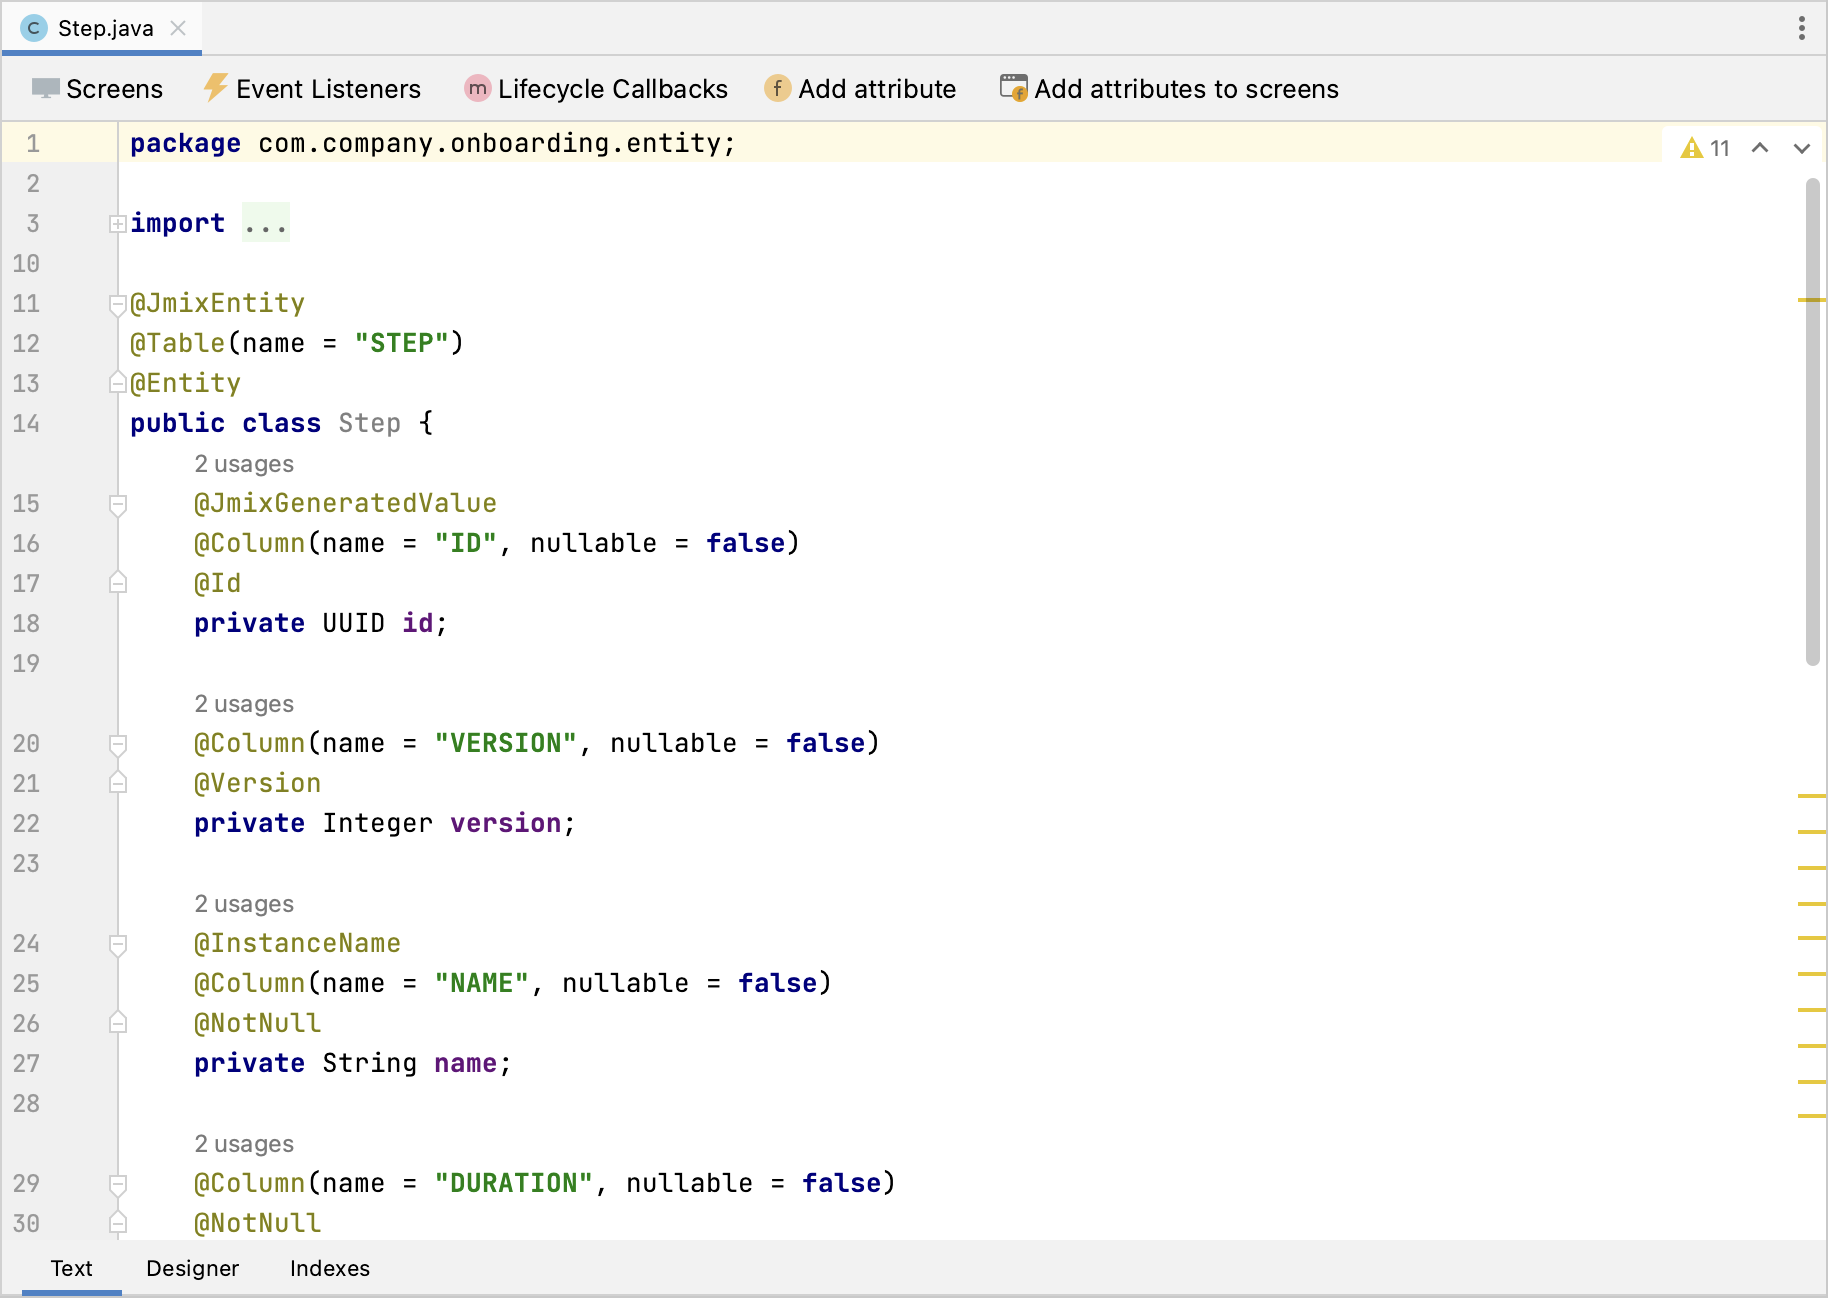 C Step.java
Screens Event Listeners m Lifecycle Callbacks f Add attribute f Add attributes to screens
1 package com.company.onboarding.entity; 11
2
3 import ...
10
11 @JmixEntity
12 @Table(name = "STEP")
13 @Entity
14 public class Step {
2 usages
15 @JmixGeneratedValue
16 @Column(name = "ID", nullable = false)
17 @Id
18 private UUID id;
19
2 usages
20 @Column(name = "VERSION", nullable = false)
21 @Version
22 private Integer version;
23
2 usages
24 @InstanceName
25 @Column(name = "NAME", nullable = false)
26 @NotNull
27 private String name;
28
2 usages
29 @Column(name = "DURATION", nullable = false)
30 @NotNull
Text Designer Indexes